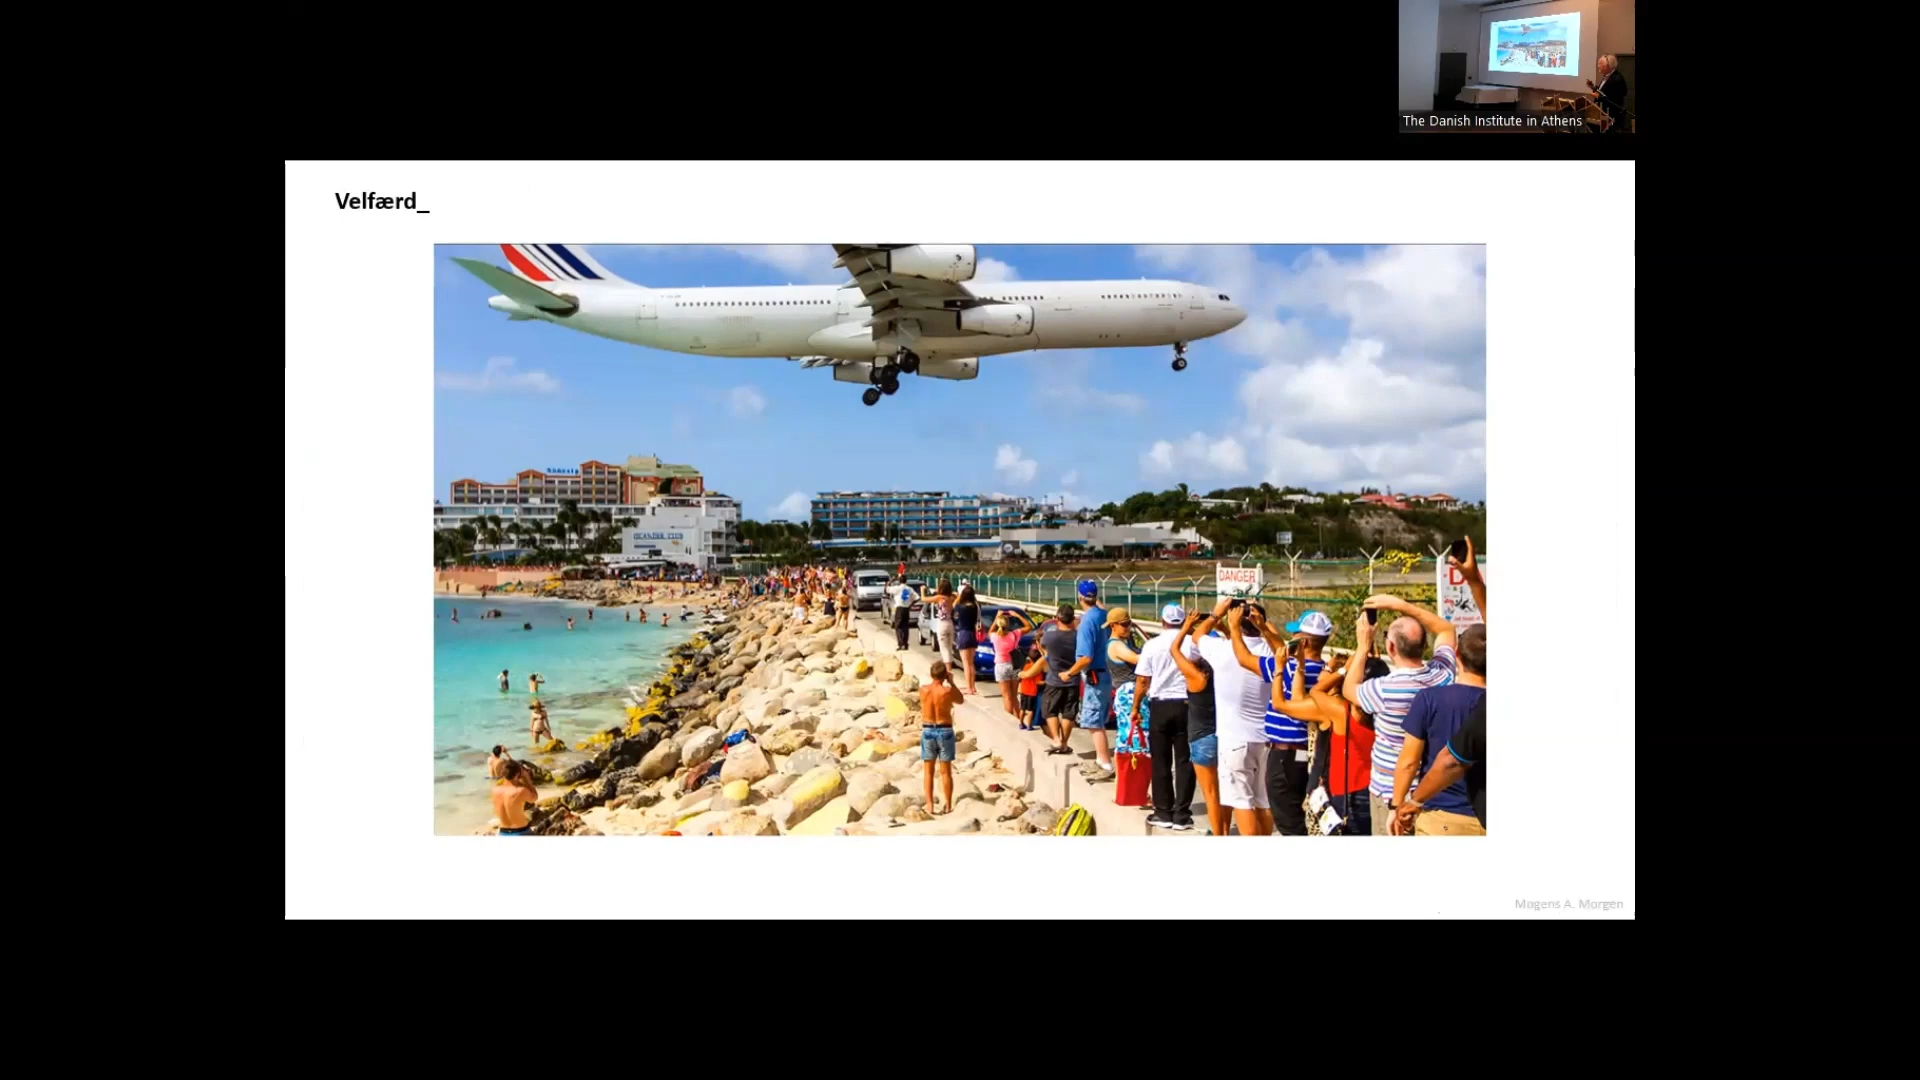 The Danish Institute in Athens
Velfærd_
DANGER
Mogens A. Morgen